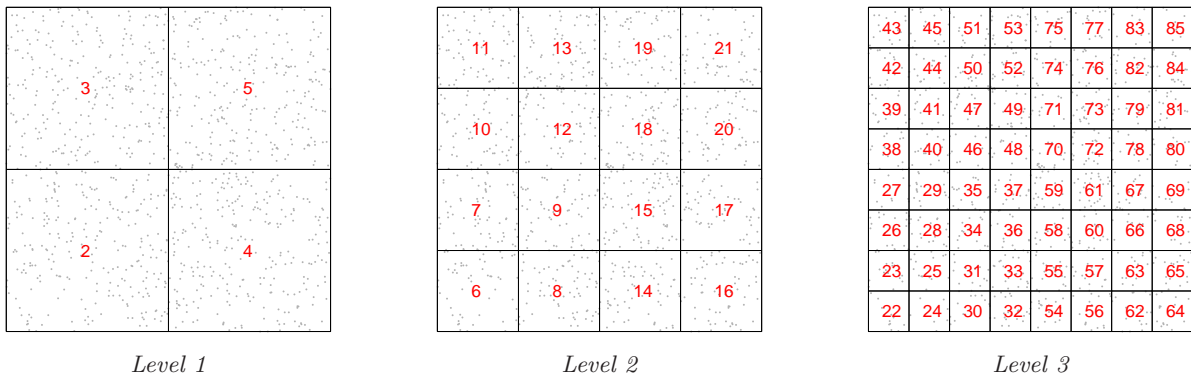 3 5
2 4
Level 1
11 13 19 21
10 12 18 20
7 9 15 17
6 8 14 16
Level 2
43 45 51 53 75 77 83 85
42 44 50 52 74 76 82 84
39 41 47 49 71 73 79 81
38 40 46 48 70 72 78 80
27 29 35 37 59 61 67 69
26 28 34 36 58 60 66 68
23 25 31 33 55 57 63 65
22 24 30 32 54 56 62 64
Level 3